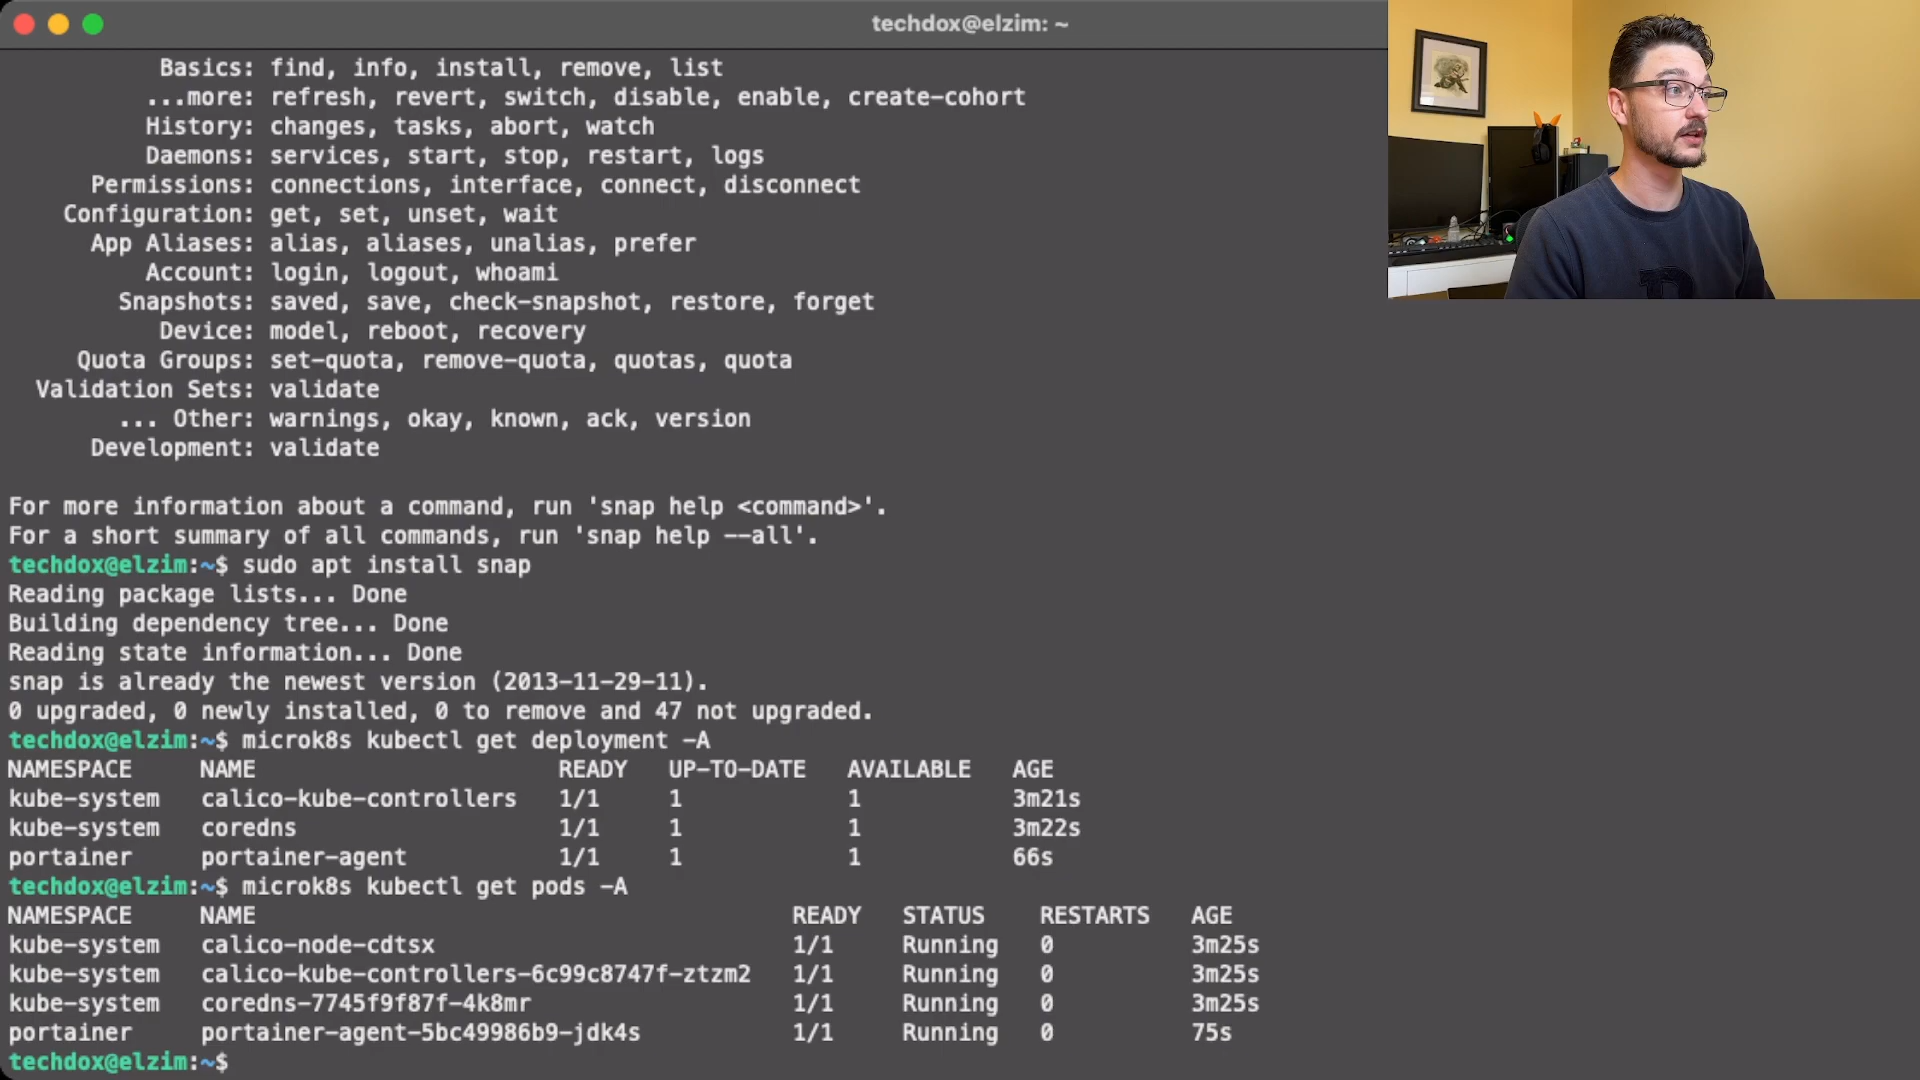 techdox@elzim: ~
Basics: find, info, install, remove, list
...more: refresh, revert, switch, disable, enable, create-cohort
History: changes, tasks, abort, watch
Daemons: services, start, stop, restart, logs
Permissions: connections, interface, connect, disconnect
Configuration: get, set, unset, wait
App Aliases: alias, aliases, unalias, prefer
Account: login, logout, whoami
Snapshots: saved, save, check-snapshot, restore, forget
Device: model, reboot, recovery
Quota Groups: set-quota, remove-quota, quotas, quota
Validation Sets: validate
... Other: warnings, okay, known, ack, version
Development: validate
For more information about a command, run 'snap help <command>'.
For a short summary of all commands, run 'snap help --all'.
techdox@elzim:~$ sudo apt install snap
Reading package lists... Done
Building dependency tree... Done
Reading state information... Done
snap is already the newest version (2013-11-29-11).
0 upgraded, 0 newly installed, 0 to remove and 47 not upgraded.
techdox@elzim:~$ microk8s kubectl get deployment -A
NAMESPACE NAME READY UP-TO-DATE AVAILABLE AGE
kube-system calico-kube-controllers 1/1 1 1 3m21s
kube-system coredns 1/1 1 1 3m22s
portainer portainer-agent 1/1 1 1 66s
techdox@elzim:~$ microk8s kubectl get pods -A
NAMESPACE NAME READY STATUS RESTARTS AGE
kube-system calico-node-cdtsx 1/1 Running 0 3m25s
kube-system calico-kube-controllers-6c99c8747f-ztzm2 1/1 Running 0 3m25s
kube-system coredns-7745f9f87f-4k8mr 1/1 Running 0 3m25s
portainer portainer-agent-5bc49986b9-jdk4s 1/1 Running 0 75s
techdox@elzim:~$